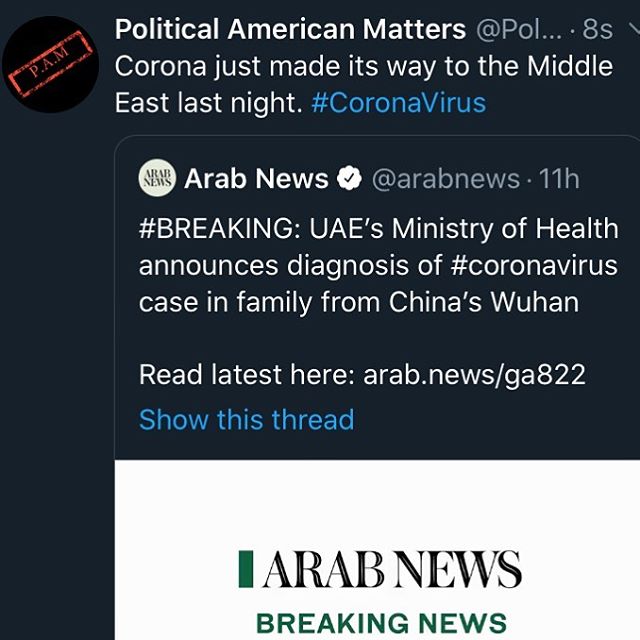 P.A.M
Political American Matters @Pol... · 8s
Corona just made its way to the Middle
East last night. #CoronaVirus
ARAB
NEWS
Arab News @arabnews · 11h
#BREAKING: UAE’s Ministry of Health
announces diagnosis of #coronavirus
case in family from China’s Wuhan
Read latest here: arab.news/ga822
Show this thread
ARAB NEWS
BREAKING NEWS